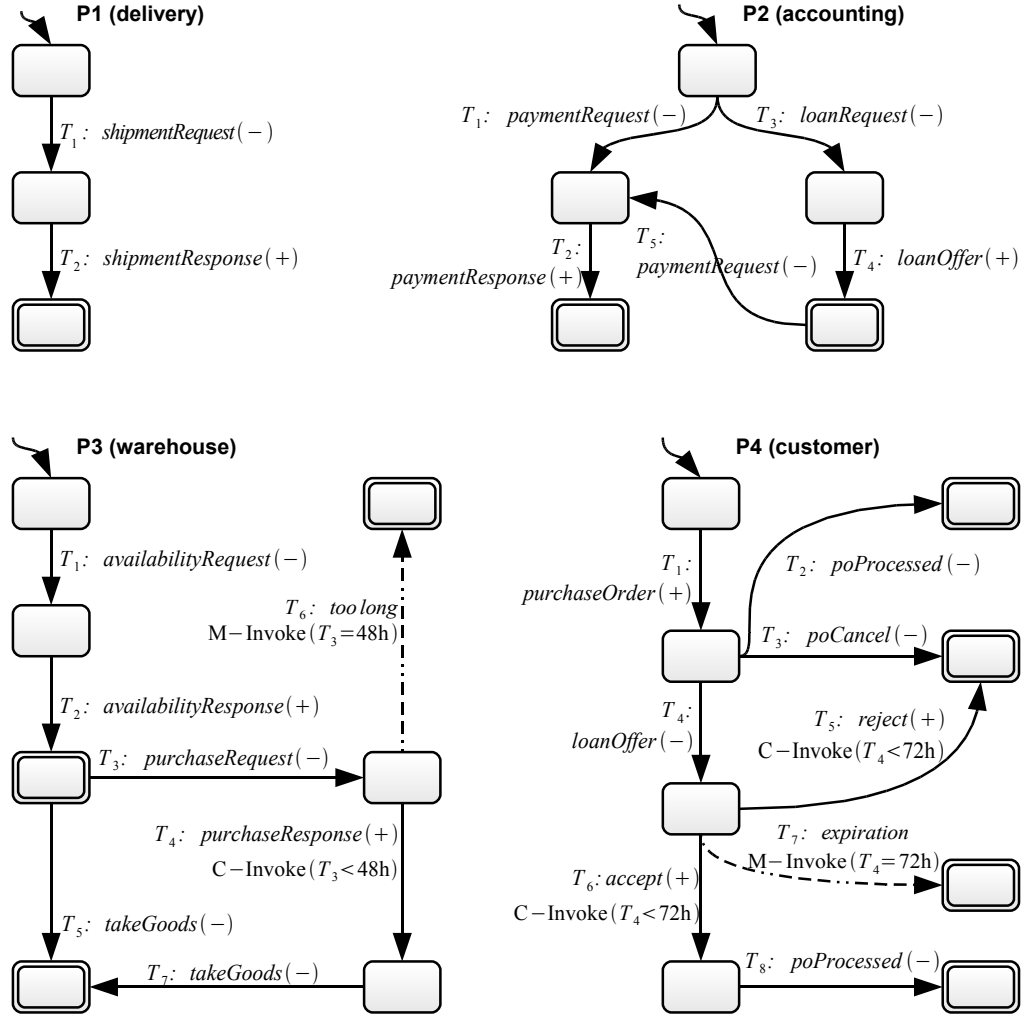 P1 (delivery)
T₁: shipmentRequest(−)
T₂: shipmentResponse(+)
P2 (accounting)
T₁: paymentRequest(−)
T₃: loanRequest(−)
T₂:
paymentResponse(+)
T₅:
paymentRequest(−)
T₄: loanOffer(+)
P3 (warehouse)
T₁: availabilityRequest(−)
T₆: too long
M−Invoke(T₃=48h)
T₂: availabilityResponse(+)
T₃: purchaseRequest(−)
T₄: purchaseResponse(+)
C−Invoke(T₃<48h)
T₅: takeGoods(−)
T₇: takeGoods(−)
P4 (customer)
T₁:
purchaseOrder(+)
T₂: poProcessed(−)
T₃: poCancel(−)
T₄:
loanOffer(−)
T₅: reject(+)
C−Invoke(T₄<72h)
T₇: expiration
M−Invoke(T₄=72h)
T₆: accept(+)
C−Invoke(T₄<72h)
T₈: poProcessed(−)